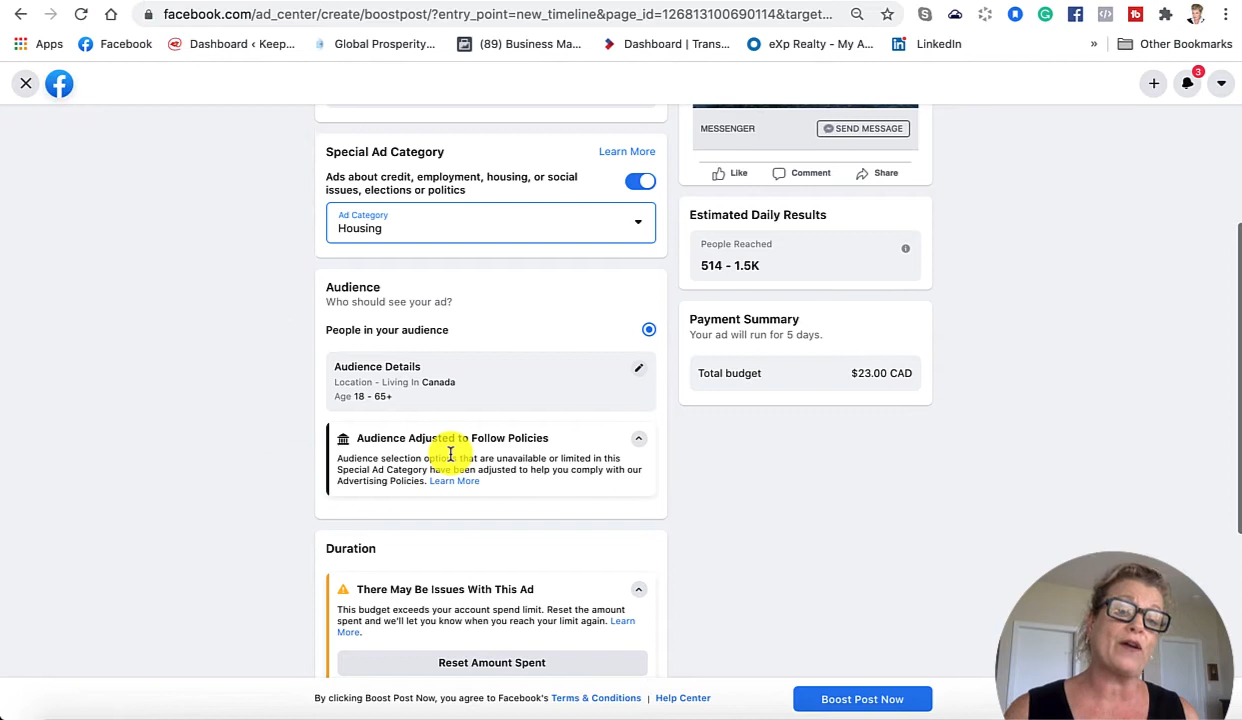 facebook.com/ad_center/create/boostpost/?entry_point=new_timeline&page_id=126813100690114&target...
Apps
Facebook
Dashboard ‹ Keep...
Global Prosperity...
(89) Business Ma...
Dashboard | Trans...
eXp Realty - My A...
LinkedIn
»
Other Bookmarks
3
Special Ad Category
Learn More
Ads about credit, employment, housing, or social
issues, elections or politics
Ad Category
Housing
Audience
Who should see your ad?
People in your audience
Audience Details
Location - Living In Canada
Age 18 - 65+
Audience Adjusted to Follow Policies
Audience selection options that are unavailable or limited in this
Special Ad Category have been adjusted to help you comply with our
Advertising Policies. Learn More
Duration
There May Be Issues With This Ad
This budget exceeds your account spend limit. Reset the amount
spent and we'll let you know when you reach your limit again. Learn
More.
Reset Amount Spent
MESSENGER
SEND MESSAGE
Like
Comment
Share
Estimated Daily Results
People Reached
514 - 1.5K
Payment Summary
Your ad will run for 5 days.
Total budget
$23.00 CAD
By clicking Boost Post Now, you agree to Facebook's Terms & Conditions | Help Center
Boost Post Now